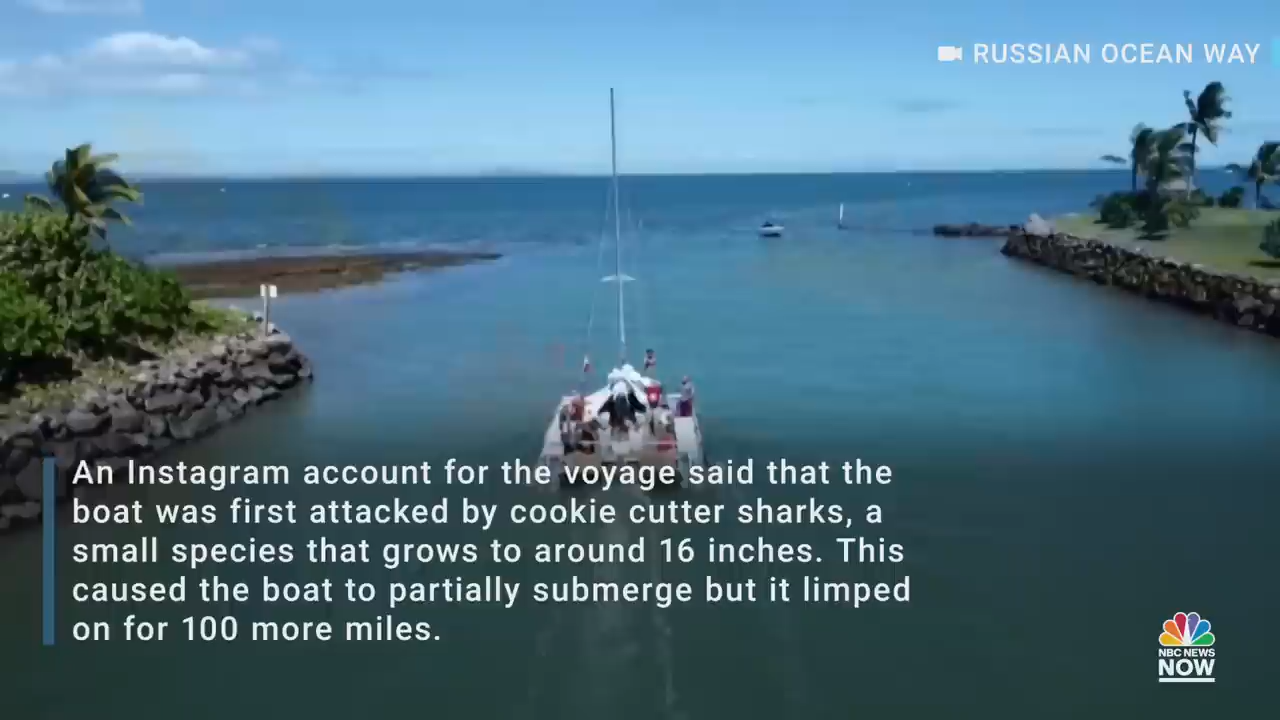 RUSSIAN OCEAN WAY
An Instagram account for the voyage said that the
boat was first attacked by cookie cutter sharks, a
small species that grows to around 16 inches. This
caused the boat to partially submerge but it limped
on for 100 more miles.
NBC NEWS
NOW